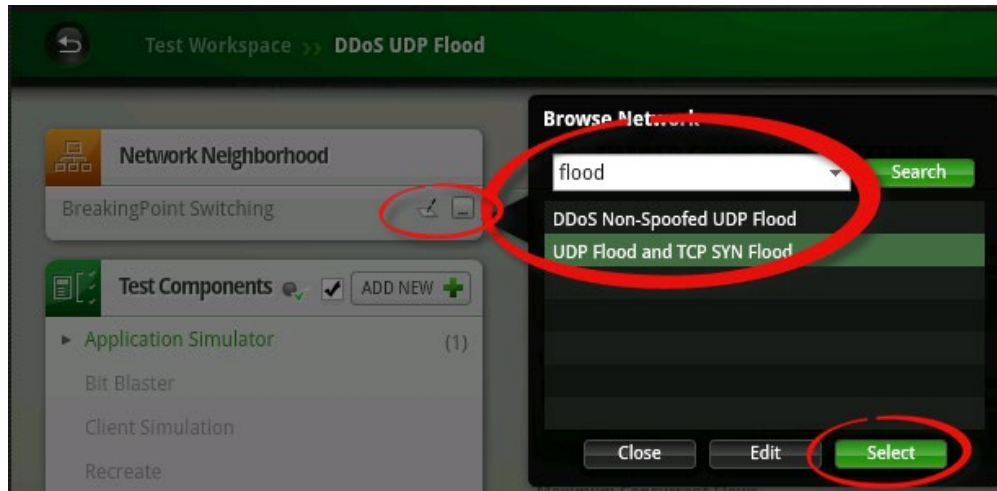 Test Workspace >> DDoS UDP Flood
Network Neighborhood
BreakingPoint Switching
Test Components
ADD NEW
Application Simulator (1)
Bit Blaster
Client Simulation
Recreate
Browse Network
flood
Search
DDoS Non-Spoofed UDP Flood
UDP Flood and TCP SYN Flood
Close
Edit
Select